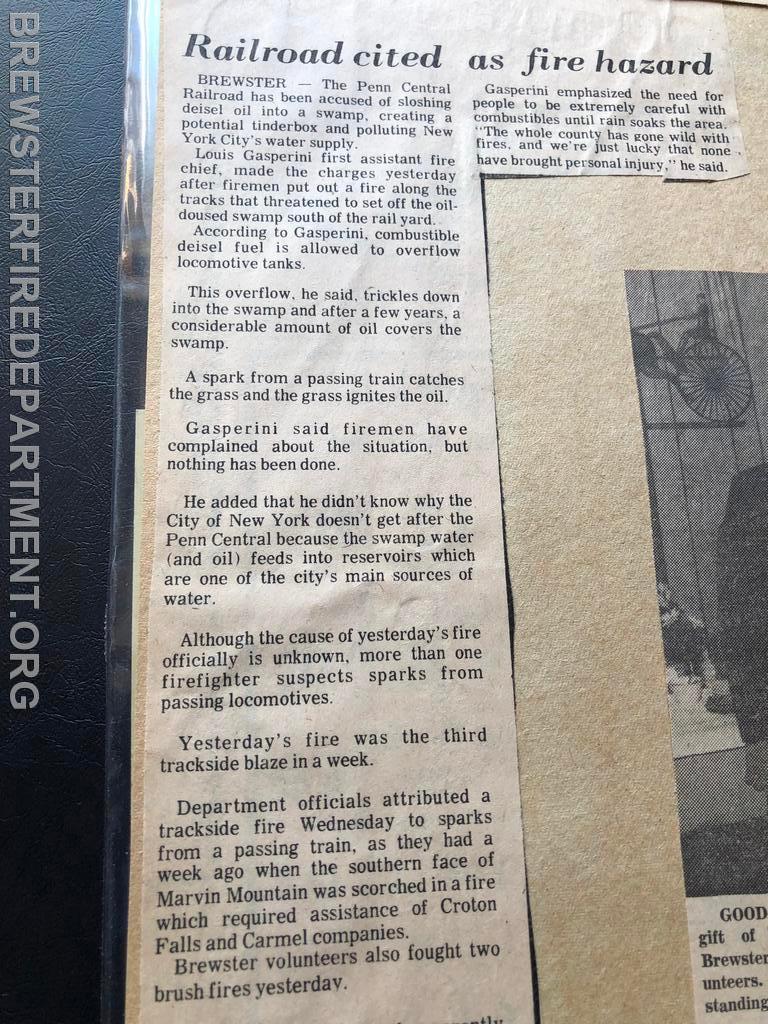 BREWSTERFIREDEPARTMENT.ORG
Railroad cited as fire hazard
BREWSTER — The Penn Central
Railroad has been accused of sloshing
deisel oil into a swamp, creating a
potential tinderbox and polluting New
York City's water supply.
Louis Gasperini first assistant fire
chief, made the charges yesterday
after firemen put out a fire along the
tracks that threatened to set off the oil-
doused swamp south of the rail yard.
According to Gasperini, combustible
deisel fuel is allowed to overflow
locomotive tanks.
This overflow, he said, trickles down
into the swamp and after a few years, a
considerable amount of oil covers the
swamp.
A spark from a passing train catches
the grass and the grass ignites the oil.
Gasperini said firemen have
complained about the situation, but
nothing has been done.
He added that he didn't know why the
City of New York doesn't get after the
Penn Central because the swamp water
(and oil) feeds into reservoirs which
are one of the city's main sources of
water.
Although the cause of yesterday's fire
officially is unknown, more than one
firefighter suspects sparks from
passing locomotives.
Yesterday's fire was the third
trackside blaze in a week.
Department officials attributed a
trackside fire Wednesday to sparks
from a passing train, as they had a
week ago when the southern face of
Marvin Mountain was scorched in a fire
which required assistance of Croton
Falls and Carmel companies.
Brewster volunteers also fought two
brush fires yesterday.
Gasperini emphasized the need for
people to be extremely careful with
combustibles until rain soaks the area.
"The whole county has gone wild with
fires, and we're just lucky that none
have brought personal injury," he said.
GOOD
gift of
Brewster
unteers.
standing